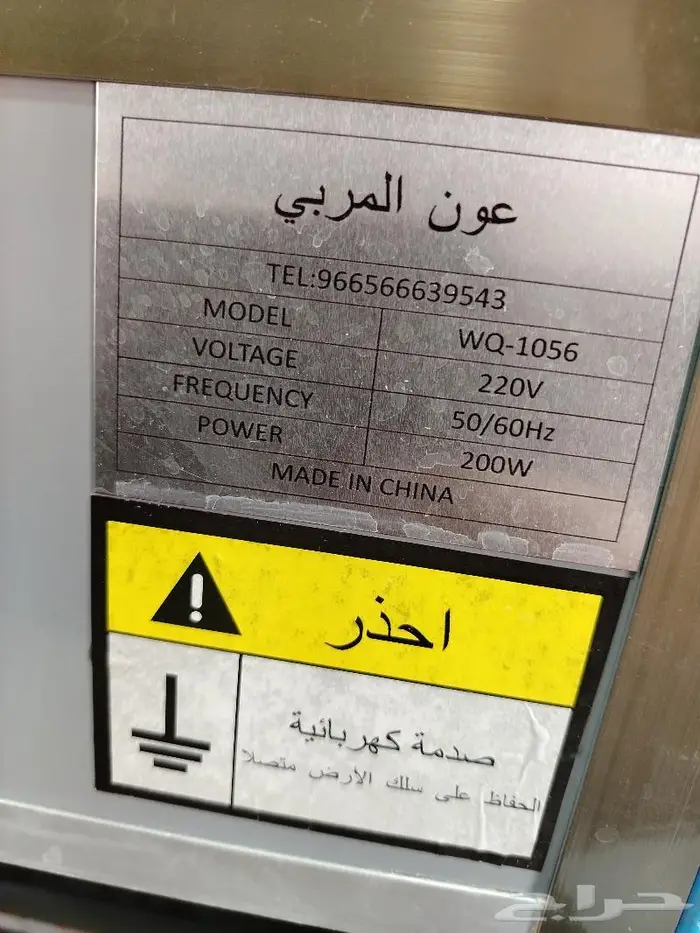 عون المربي
TEL:966566639543
MODEL WQ-1056
VOLTAGE 220V
FREQUENCY 50/60Hz
POWER 200W
MADE IN CHINA
احذر
صدمة كهربائية
الحفاظ على سلك الارض متصلا
حراج